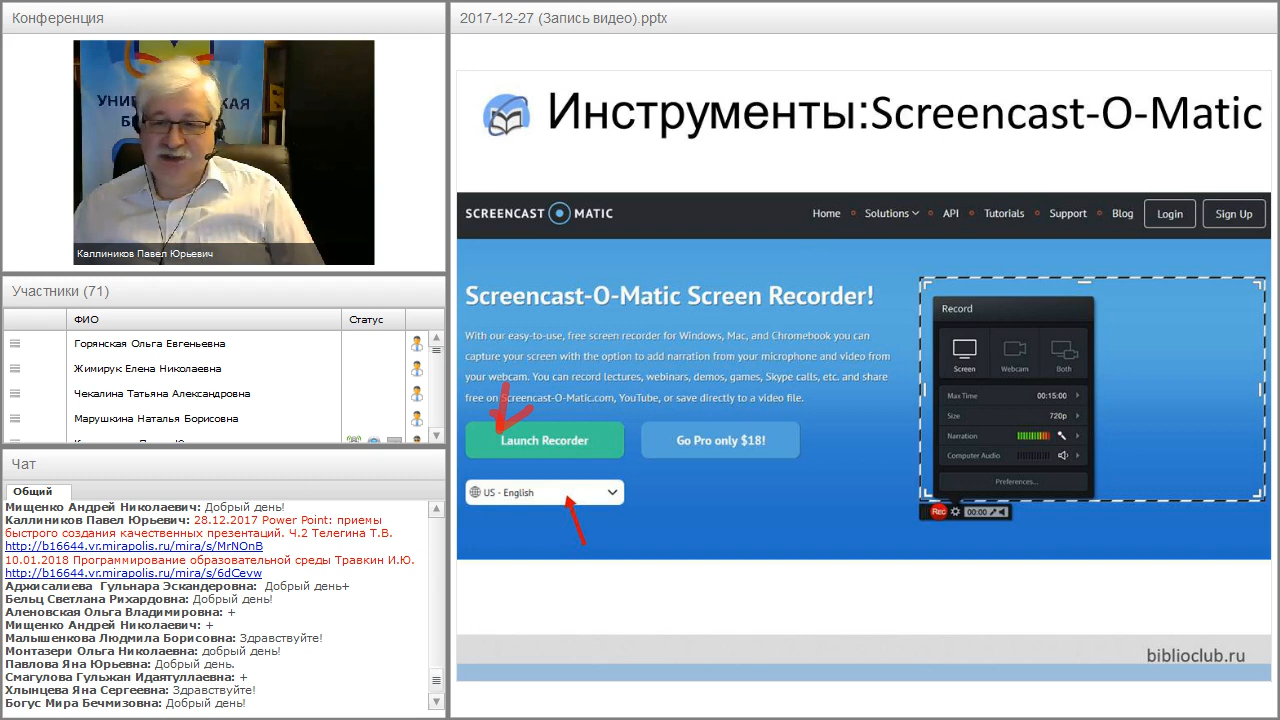 Конференция
УНИ
КАЯ
Б
Каллиников Павел Юрьевич
Участники (71)
ФИО
Статус
Горянская Ольга Евгеньевна
Жимирук Елена Николаевна
Чекалина Татьяна Александровна
Марушкина Наталья Борисовна
Чат
Общий
Мищенко Андрей Николаевич: Добрый день!
Каллиников Павел Юрьевич: 28.12.2017 Power Point: приемы
быстрого создания качественных презентаций. Ч.2 Телегина Т.В.
http://b16644.vr.mirapolis.ru/mira/s/MrNOnB
10.01.2018 Программирование образовательной среды Травкин И.Ю.
http://b16644.vr.mirapolis.ru/mira/s/6dCevw
Аджисалиева Гульнара Эскандеровна: Добрый день+
Бельц Светлана Рихардовна: Добрый день!
Аленовская Ольга Владимировна: +
Мищенко Андрей Николаевич: +
Малышенкова Людмила Борисовна: Здравствуйте!
Монтазери Ольга Николаевна: добрый день!
Павлова Яна Юрьевна: Добрый день.
Смагулова Гульжан Идаятуллаевна: +
Хлынцева Яна Сергеевна: Здравствуйте!
Богус Мира Бечмизовна: Добрый день!
2017-12-27 (Запись видео).pptx
Инструменты:Screencast-O-Matic
SCREENCAST MATIC
Home Solutions API Tutorials Support Blog Login Sign Up
Screencast-O-Matic Screen Recorder!
With our easy-to-use, free screen recorder for Windows, Mac, and Chromebook you can
capture your screen with the option to add narration from your microphone and video from
your webcam. You can record lectures, webinars, demos, games, Skype calls, etc. and share
free on Screencast-O-Matic.com, YouTube, or save directly to a video file.
Launch Recorder
Go Pro only $18!
US - English
Record
Screen Webcam Both
Max Time 00:15:00
Size 720p
Narration
Computer Audio
Preferences...
Rec 00:00
biblioclub.ru